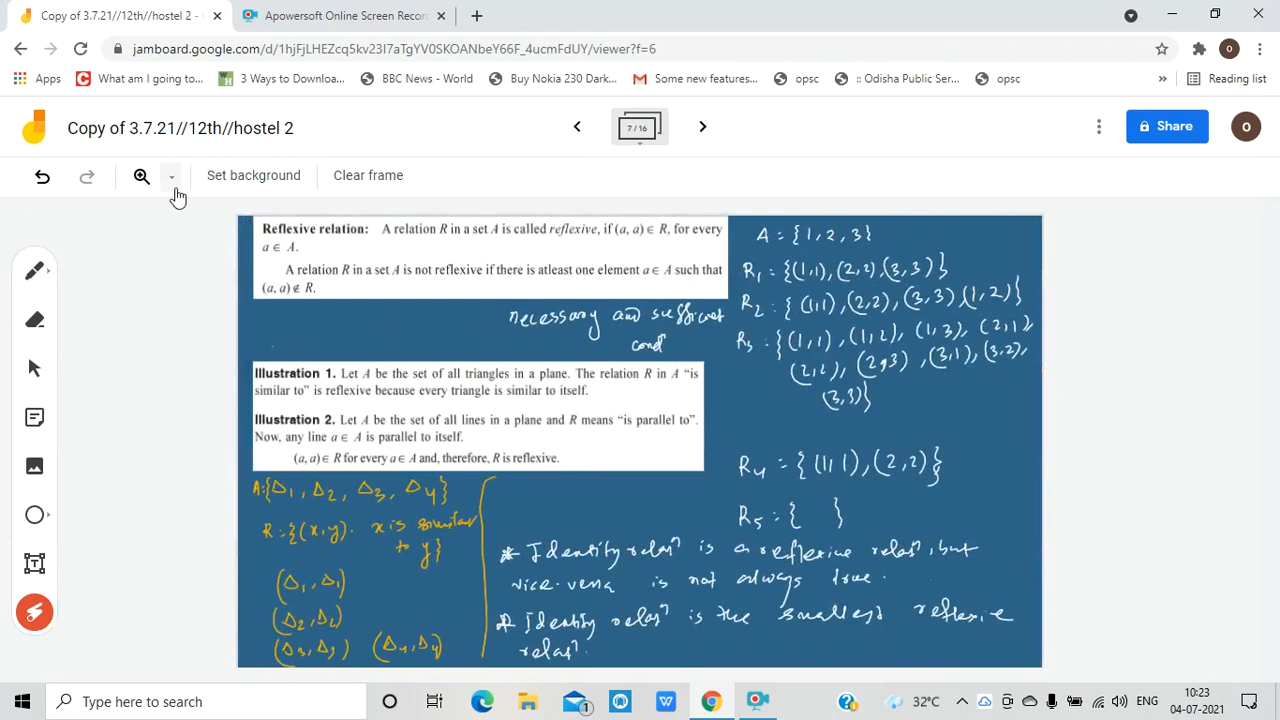 Copy of 3.7.21//12th//hostel 2 -
Apowersoft Online Screen Recor
jamboard.google.com/d/1hjFjLHEZcq5kv23I7aTgYV0SKOANbeY66F_4ucmFdUY/viewer?f=6
O
Apps
What am I going to...
3 Ways to Downloa...
BBC News - World
Buy Nokia 230 Dark...
Some new features...
opsc
:: Odisha Public Ser...
opsc
»
Reading list
Copy of 3.7.21//12th//hostel 2
7 / 16
Share
O
Set background
Clear frame
Reflexive relation: A relation R in a set A is called reflexive, if (a, a) ∈ R, for every
a ∈ A.
A relation R in a set A is not reflexive if there is atleast one element a ∈ A such that
(a, a) ∉ R.
necessary and sufficient
cond
Illustration 1. Let A be the set of all triangles in a plane. The relation R in A “is
similar to” is reflexive because every triangle is similar to itself.
Illustration 2. Let A be the set of all lines in a plane and R means “is parallel to”.
Now, any line a ∈ A is parallel to itself.
(a, a) ∈ R for every a ∈ A and, therefore, R is reflexive.
A:{Δ1, Δ2, Δ3, Δ4}
R={(x,y). x is similar
to y}
(Δ1, Δ1)
(Δ2, Δ2)
(Δ3, Δ3) (Δ4, Δ4)
A = {1, 2, 3}
R1 = {(1,1), (2,2), (3,3)}
R2 = {(1,1), (2,2), (3,3), (1,2)}
R3 = {(1,1), (1,2), (1,3), (2,1),
(2,2), (2,3), (3,1), (3,2),
(3,3)}
R4 = {(1,1), (2,2)}
R5 = { }
* Identity relaⁿ is a reflexive relaⁿ, but
vice-versa is not always true.
* Identity relaⁿ is the smallest reflexive
relaⁿ.
Type here to search
1
32°C
ENG
10:23
04-07-2021